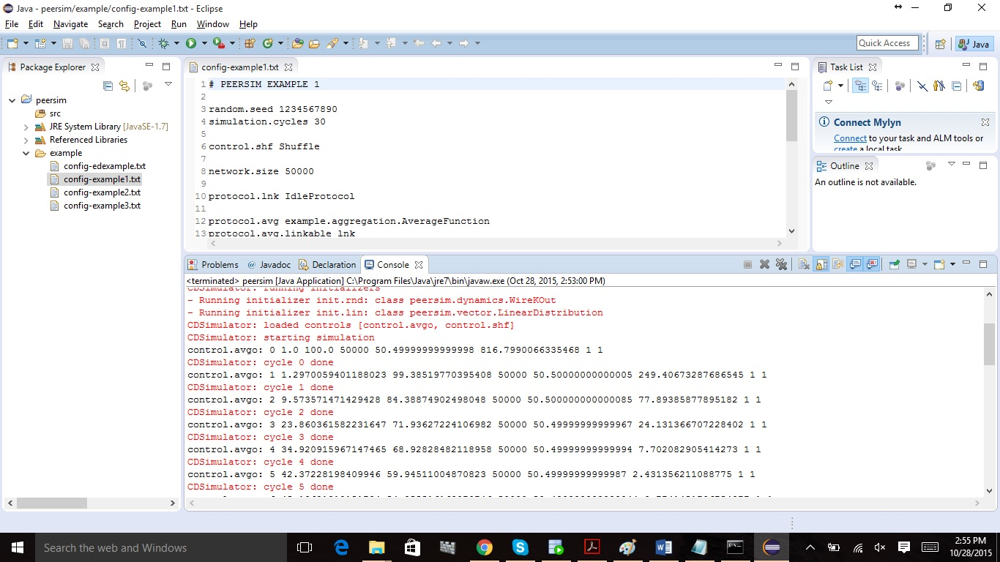 Java - peersim/example/config-example1.txt - Eclipse
File Edit Navigate Search Project Run Window Help
Quick Access
Java
Package Explorer
peersim
src
JRE System Library [JavaSE-1.7]
Referenced Libraries
example
config-edexample.txt
config-example1.txt
config-example2.txt
config-example3.txt
config-example1.txt
1 # PEERSIM EXAMPLE 1
2
3 random.seed 1234567890
4 simulation.cycles 30
5
6 control.shf Shuffle
7
8 network.size 50000
9
10 protocol.lnk IdleProtocol
11
12 protocol.avg example.aggregation.AverageFunction
13 protocol.avg.linkable lnk
Task List
Connect Mylyn
Connect to your task and ALM tools or
create a local task
Outline
An outline is not available.
Problems @ Javadoc Declaration Console
<terminated> peersim [Java Application] C:\Program Files\Java\jre7\bin\javaw.exe (Oct 28, 2015, 2:53:00 PM)
CDSimulator: running initializers
- Running initializer init.rnd: class peersim.dynamics.WireKOut
- Running initializer init.lin: class peersim.vector.LinearDistribution
CDSimulator: loaded controls [control.avgo, control.shf]
CDSimulator: starting simulation
control.avgo: 0 1.0 100.0 50000 50.49999999999998 816.7990066335468 1 1
CDSimulator: cycle 0 done
control.avgo: 1 1.2970059401188023 99.38519770395408 50000 50.50000000000005 249.40673287686545 1 1
CDSimulator: cycle 1 done
control.avgo: 2 9.573571471429428 84.38874902498048 50000 50.500000000000085 77.89385877895182 1 1
CDSimulator: cycle 2 done
control.avgo: 3 23.860361582231647 71.93627224106982 50000 50.49999999999967 24.131366707228402 1 1
CDSimulator: cycle 3 done
control.avgo: 4 34.920915967147465 68.92828482118958 50000 50.49999999999994 7.702082905414273 1 1
CDSimulator: cycle 4 done
control.avgo: 5 42.37228198409946 59.94511004870823 50000 50.49999999999987 2.431356211088775 1 1
CDSimulator: cycle 5 done
Search the web and Windows
2:55 PM
10/28/2015